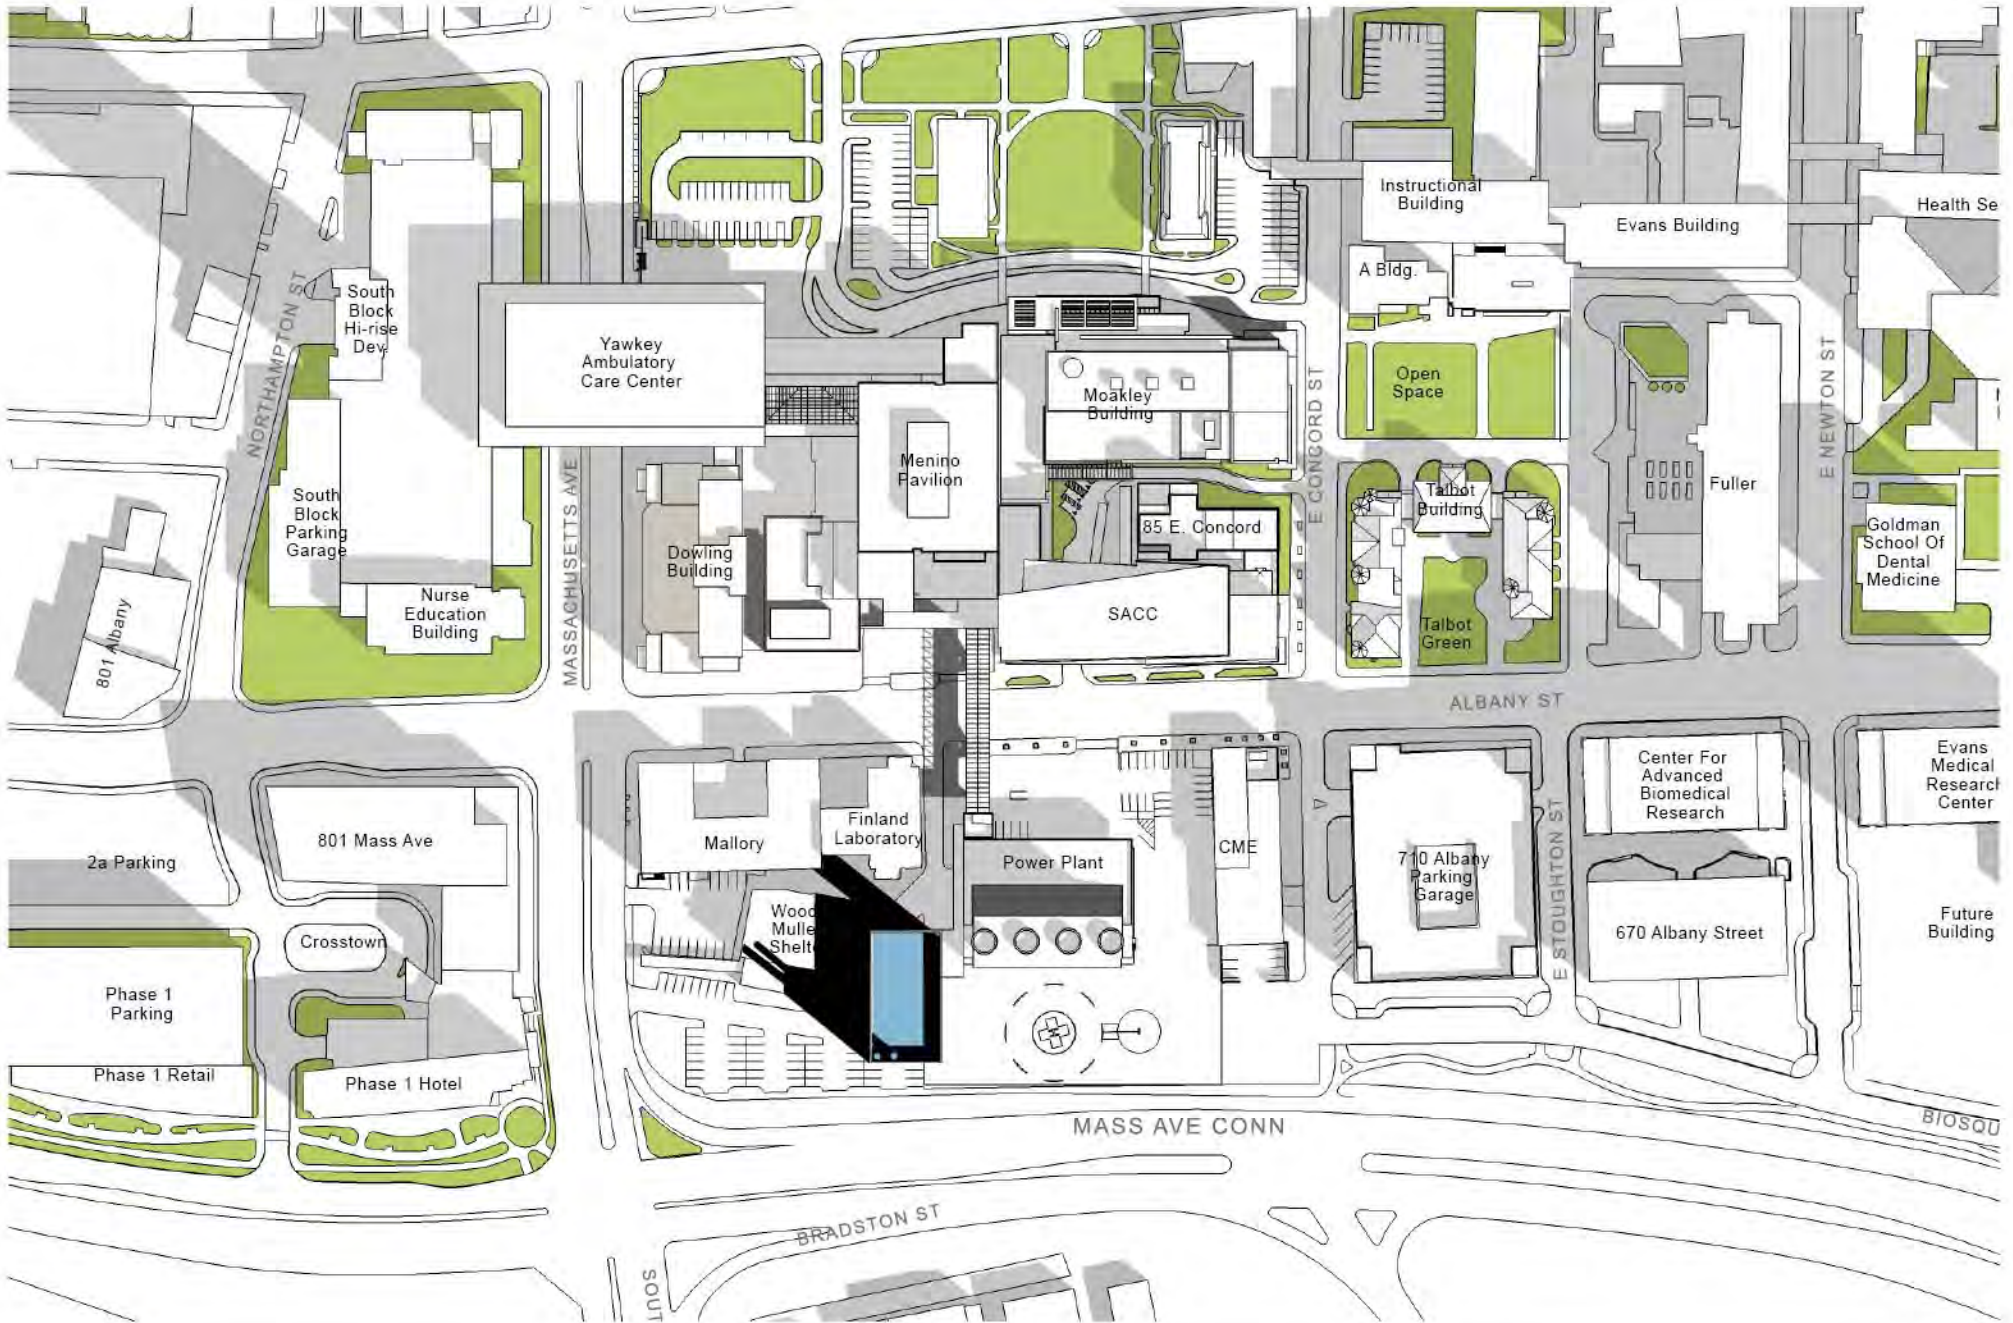 Instructional
Building
Health Se
Evans Building
A Bldg.
South
Block
Hi-rise
Dev.
NORTHAMPTON ST
Yawkey
Ambulatory
Care Center
Moakley
Building
E CONCORD ST
Open
Space
E NEWTON ST
Menino
Pavilion
Talbot
Building
Fuller
South
Block
Parking
Garage
MASSACHUSETTS AVE
Dowling
Building
85 E. Concord
Goldman
School Of
Dental
Medicine
Nurse
Education
Building
SACC
Talbot
Green
801 Albany
ALBANY ST
Center For
Advanced
Biomedical
Research
Evans
Medical
Research
Center
2a Parking
801 Mass Ave
Mallory
Finland
Laboratory
Power Plant
CME
710 Albany
Parking
Garage
E STOUGHTON ST
Wood
Mulle
Shelt
Crosstown
670 Albany Street
Future
Building
Phase 1
Parking
Phase 1 Retail
Phase 1 Hotel
MASS AVE CONN
BIOSQU
BRADSTON ST
SOUT